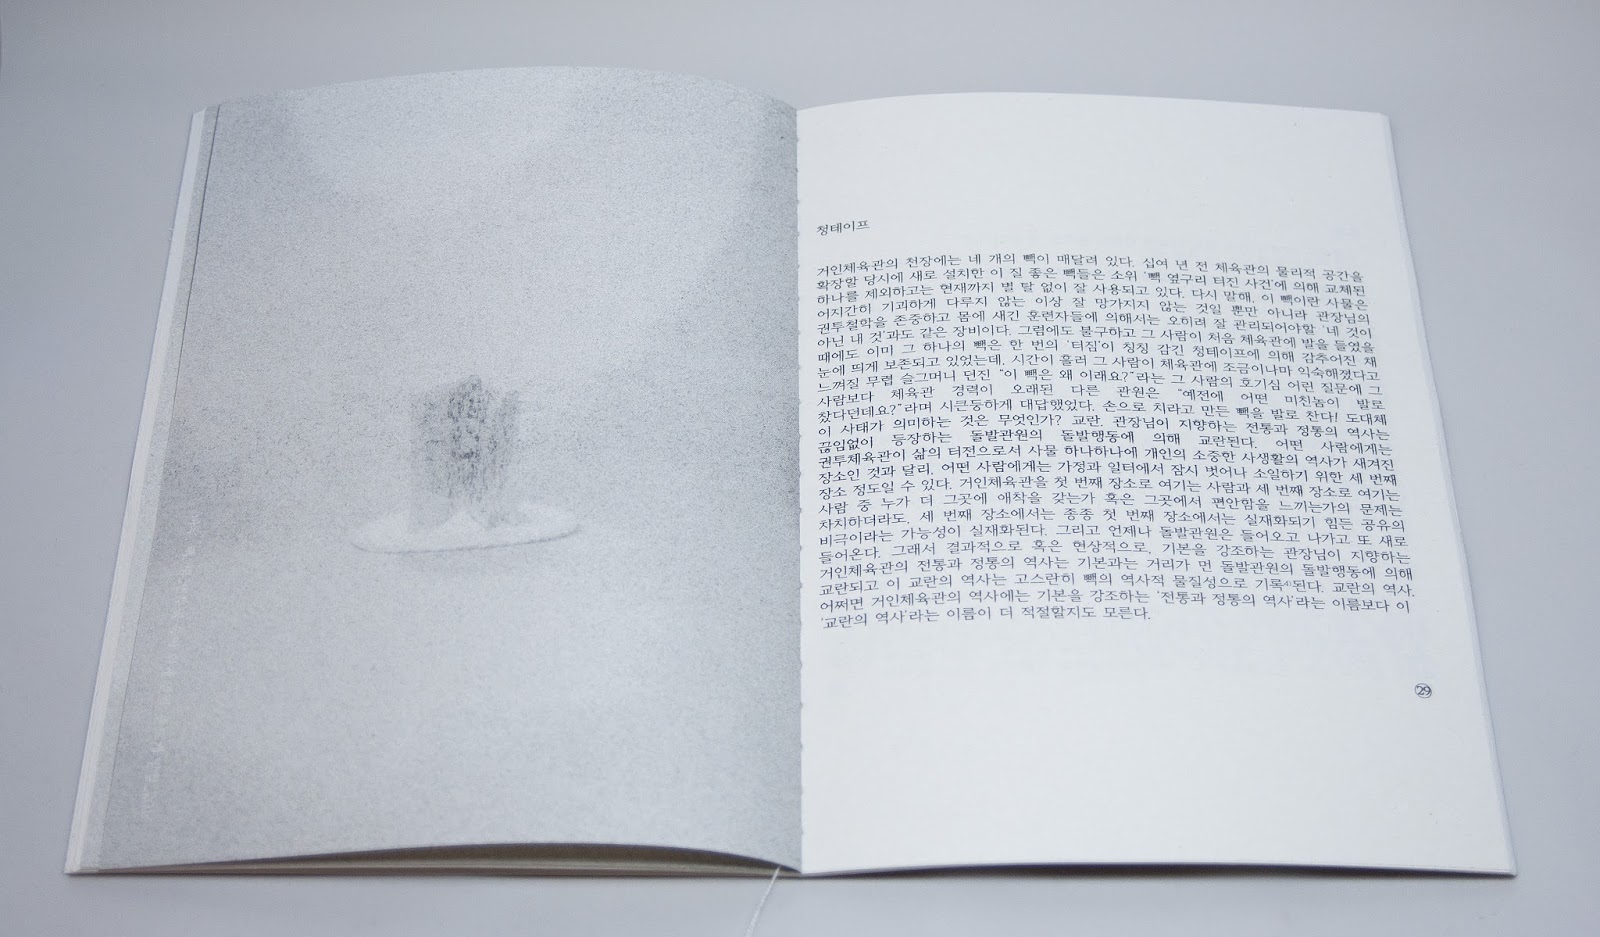 청테이프
거인체육관의 천장에는 네 개의 빽이 매달려 있다. 십여 년 전 체육관의 물리적 공간을
확장할 당시에 새로 설치한 이 질 좋은 빽들은 소위 '빽 옆구리 터진 사건'에 의해 교체된
하나를 제외하고는 현재까지 별 탈 없이 잘 사용되고 있다. 다시 말해, 이 빽이란 사물은
어지간히 기괴하게 다루지 않는 이상 잘 망가지지 않는 것일 뿐만 아니라 관장님의
권투철학을 존중하고 몸에 새긴 훈련자들에 의해서는 오히려 잘 관리되어야할 '네 것이
아닌 내 것'과도 같은 장비이다. 그럼에도 불구하고 그 사람이 처음 체육관에 발을 들였을
때에도 이미 그 하나의 빽은 한 번의 '터짐'이 칭칭 감긴 청테이프에 의해 감추어진 채
눈에 띄게 보존되고 있었는데, 시간이 흘러 그 사람이 체육관에 조금이나마 익숙해졌다고
느껴질 무렵 슬그머니 던진 "이 빽은 왜 이래요?"라는 그 사람의 호기심 어린 질문에 그
사람보다 체육관 경력이 오래된 다른 관원은 "예전에 어떤 미친놈이 발로
찼다던데요?"라며 시큰둥하게 대답했었다. 손으로 치라고 만든 빽을 발로 찬다! 도대체
이 사태가 의미하는 것은 무엇인가? 교란. 관장님이 지향하는 전통과 정통의 역사는
끊임없이 등장하는 돌발관원의 돌발행동에 의해 교란된다. 어떤 사람에게는
권투체육관이 삶의 터전으로서 사물 하나하나에 개인의 소중한 사생활의 역사가 새겨진
장소인 것과 달리, 어떤 사람에게는 가정과 일터에서 잠시 벗어나 소일하기 위한 세 번째
장소 정도일 수 있다. 거인체육관을 첫 번째 장소로 여기는 사람과 세 번째 장소로 여기는
사람 중 누가 더 그곳에 애착을 갖는가 혹은 그곳에서 편안함을 느끼는가의 문제는
차치하더라도, 세 번째 장소에서는 종종 첫 번째 장소에서는 실재화되기 힘든 공유의
비극이라는 가능성이 실재화된다. 그리고 언제나 돌발관원은 들어오고 나가고 또 새로
들어온다. 그래서 결과적으로 혹은 현상적으로, 기본을 강조하는 관장님이 지향하는
거인체육관의 전통과 정통의 역사는 기본과는 거리가 먼 돌발관원의 돌발행동에 의해
교란되고 이 교란의 역사는 고스란히 빽의 역사적 물질성으로 기록된다. 교란의 역사.
어쩌면 거인체육관의 역사에는 기본을 강조하는 '전통과 정통의 역사'라는 이름보다 이
'교란의 역사'라는 이름이 더 적절할지도 모른다.
29